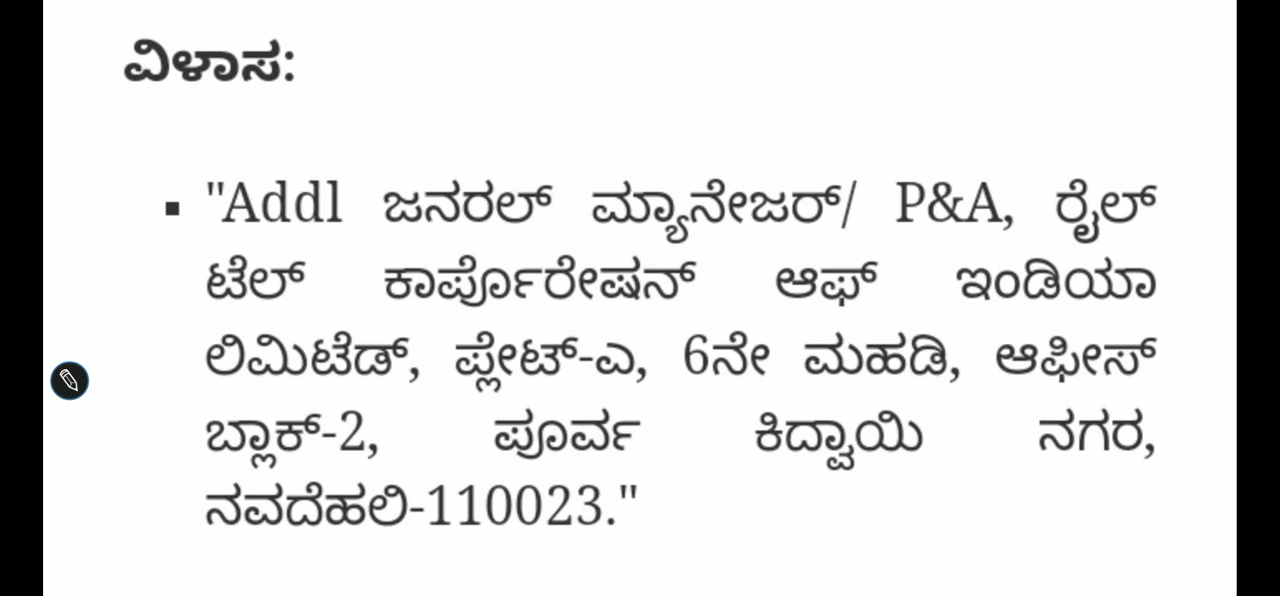 ವಿಳಾಸ:
▪ "Addl ಜನರಲ್ ಮ್ಯಾನೇಜರ್/ P&A, ರೈಲ್
ಟೆಲ್ ಕಾರ್ಪೊರೇಷನ್ ಆಫ್ ಇಂಡಿಯಾ
ಲಿಮಿಟೆಡ್, ಪ್ಲೇಟ್-ಎ, 6ನೇ ಮಹಡಿ, ಆಫೀಸ್
ಬ್ಲಾಕ್-2, ಪೂರ್ವ ಕಿದ್ವಾಯಿ ನಗರ,
ನವದೆಹಲಿ-110023."